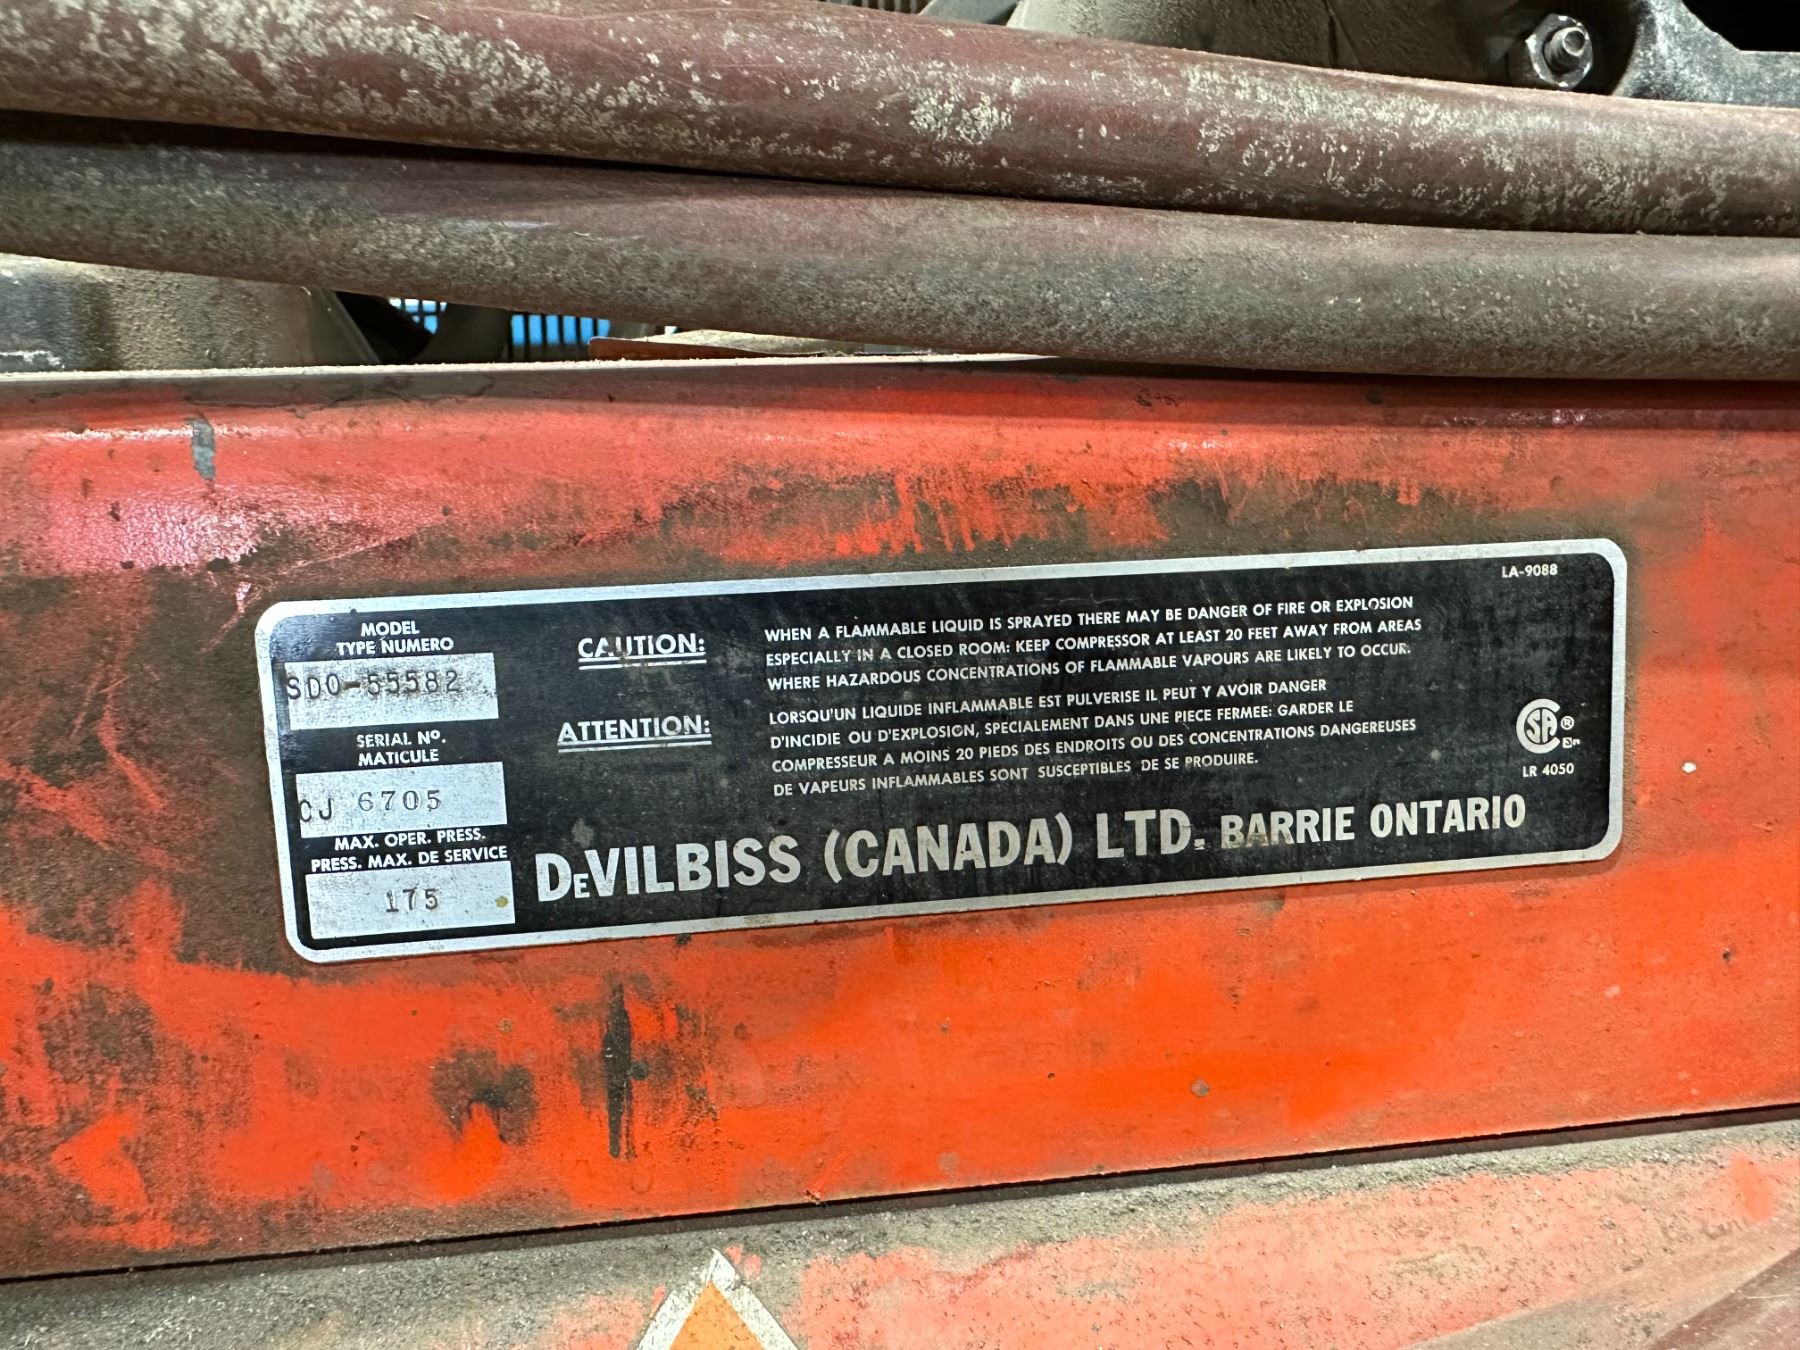 LA-9088
MODEL
TYPE NUMERO
SDO-55582
SERIAL Nº.
MATICULE
CJ 6705
MAX. OPER. PRESS.
PRESS. MAX. DE SERVICE
175
CAUTION:
WHEN A FLAMMABLE LIQUID IS SPRAYED THERE MAY BE DANGER OF FIRE OR EXPLOSION
ESPECIALLY IN A CLOSED ROOM: KEEP COMPRESSOR AT LEAST 20 FEET AWAY FROM AREAS
WHERE HAZARDOUS CONCENTRATIONS OF FLAMMABLE VAPOURS ARE LIKELY TO OCCUR.
ATTENTION:
LORSQU'UN LIQUIDE INFLAMMABLE EST PULVERISE IL PEUT Y AVOIR DANGER
D'INCIDIE OU D'EXPLOSION, SPECIALEMENT DANS UNE PIECE FERMEE: GARDER LE
COMPRESSEUR A MOINS 20 PIEDS DES ENDROITS OU DES CONCENTRATIONS DANGEREUSES
DE VAPEURS INFLAMMABLES SONT SUSCEPTIBLES DE SE PRODUIRE.
SA ®
LR 4050
DEVILBISS (CANADA) LTD. BARRIE ONTARIO